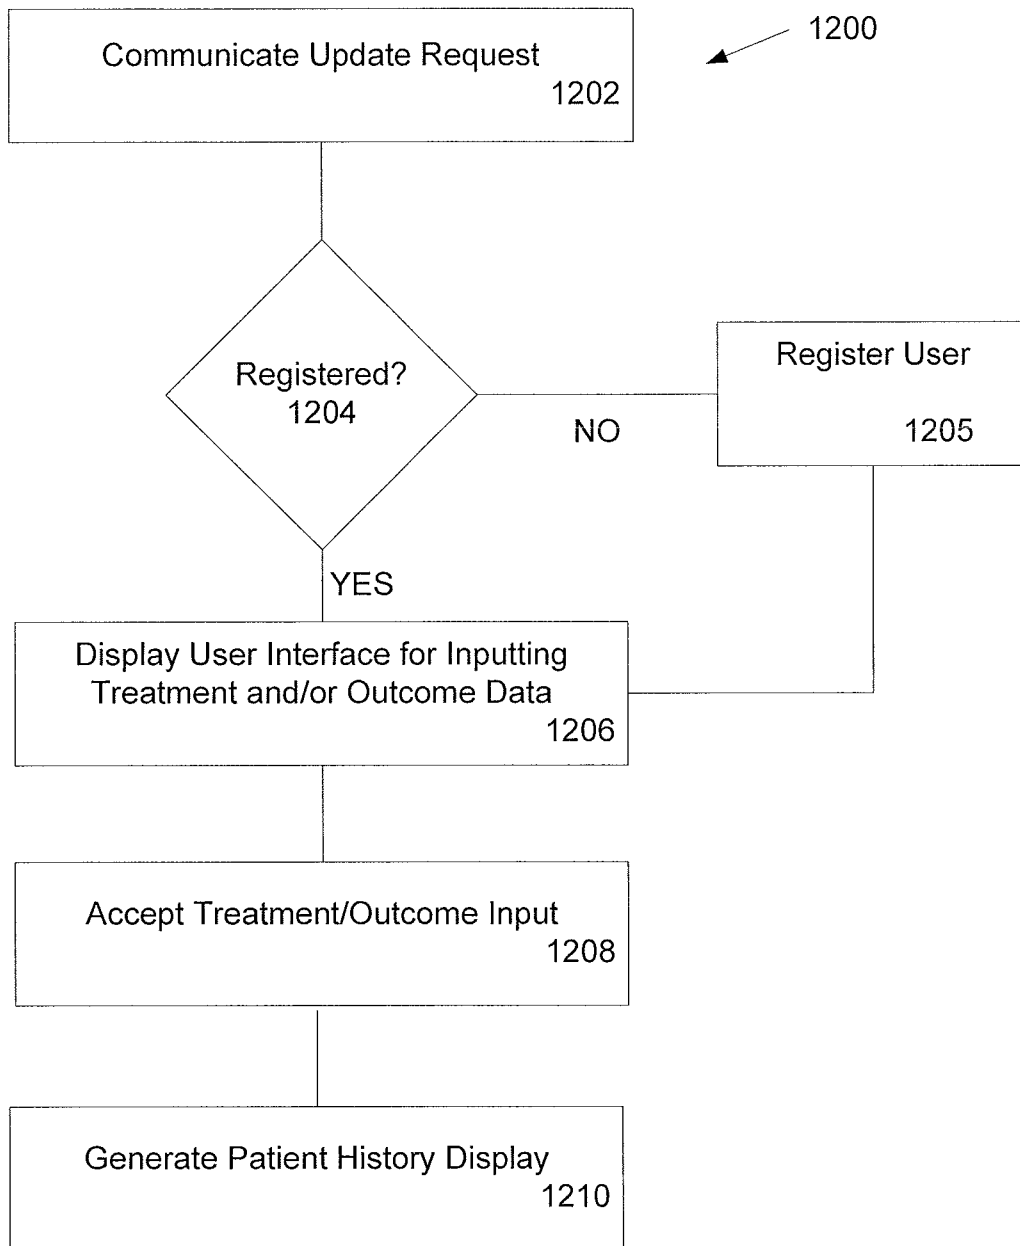 1200
Communicate Update Request
1202
Registered?
1204
NO
Register User
1205
YES
Display User Interface for Inputting
Treatment and/or Outcome Data
1206
Accept Treatment/Outcome Input
1208
Generate Patient History Display
1210